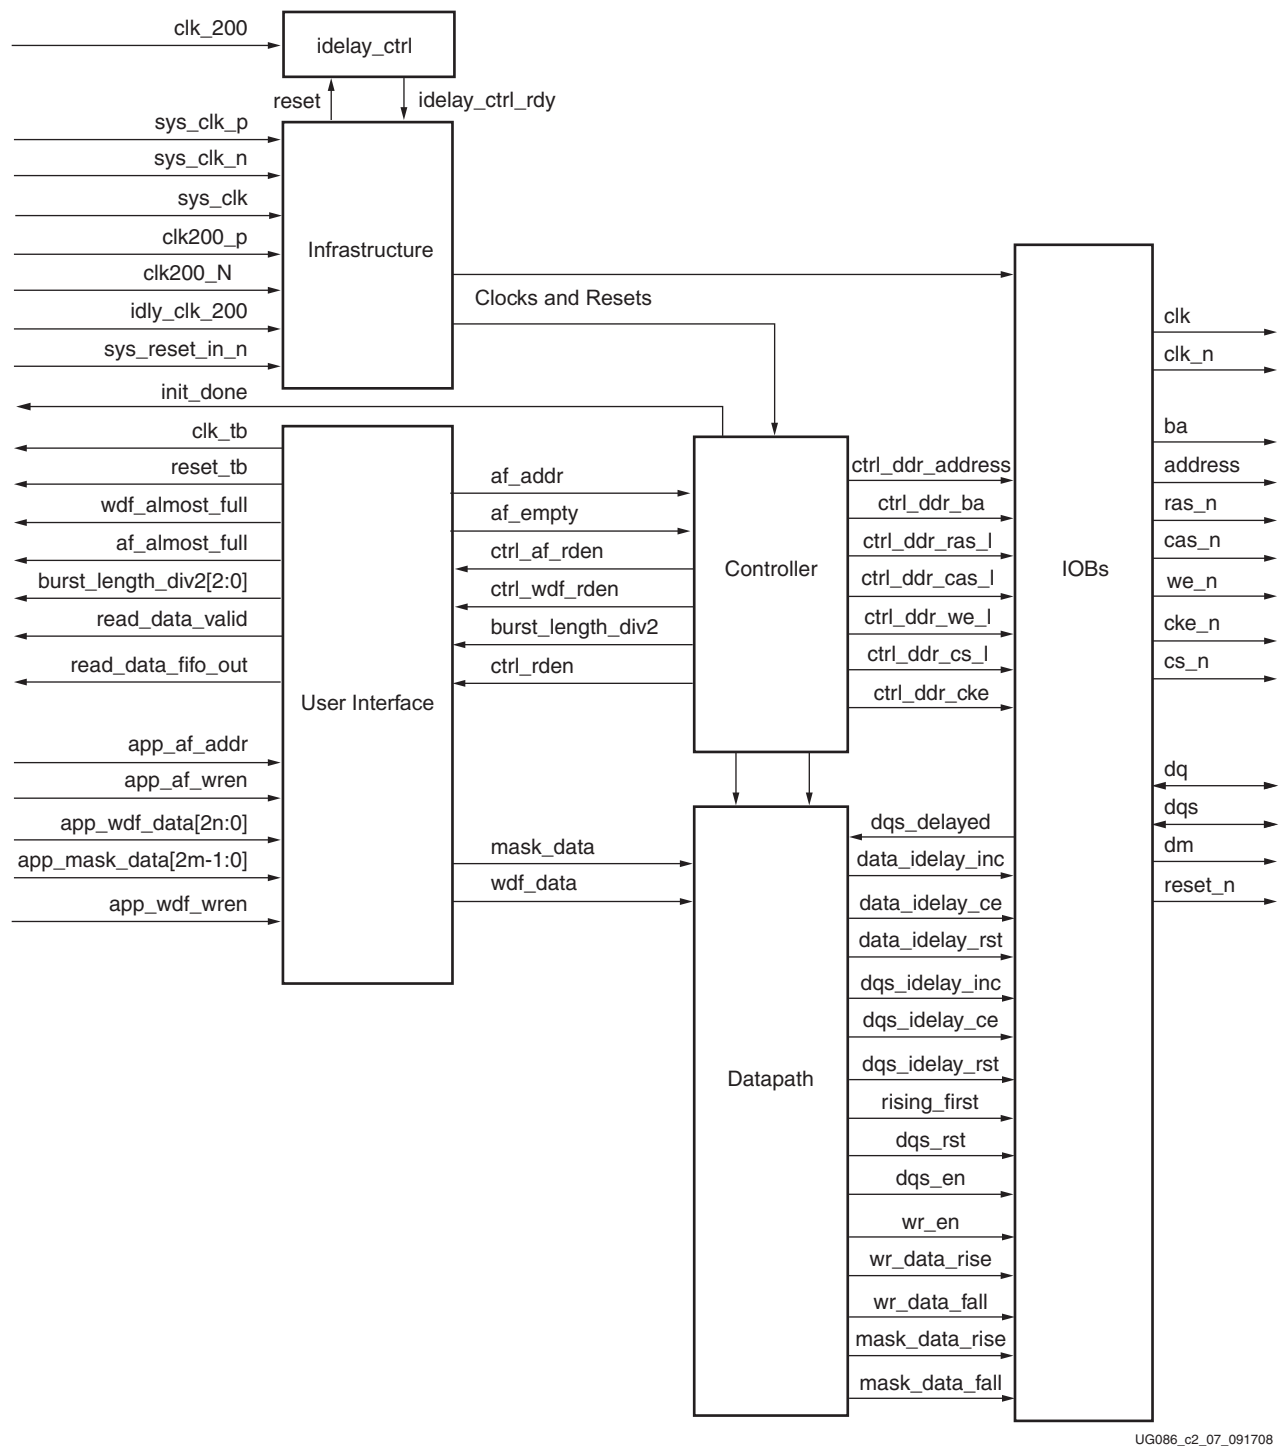 clk_200
idelay_ctrl
reset
idelay_ctrl_rdy
sys_clk_p
sys_clk_n
sys_clk
clk200_p
clk200_N
idly_clk_200
sys_reset_in_n
Infrastructure
Clocks and Resets
init_done
clk_tb
reset_tb
wdf_almost_full
af_almost_full
burst_length_div2[2:0]
read_data_valid
read_data_fifo_out
app_af_addr
app_af_wren
app_wdf_data[2n:0]
app_mask_data[2m-1:0]
app_wdf_wren
User Interface
af_addr
af_empty
ctrl_af_rden
ctrl_wdf_rden
burst_length_div2
ctrl_rden
mask_data
wdf_data
Controller
ctrl_ddr_address
ctrl_ddr_ba
ctrl_ddr_ras_l
ctrl_ddr_cas_l
ctrl_ddr_we_l
ctrl_ddr_cs_l
ctrl_ddr_cke
Datapath
dqs_delayed
data_idelay_inc
data_idelay_ce
data_idelay_rst
dqs_idelay_inc
dqs_idelay_ce
dqs_idelay_rst
rising_first
dqs_rst
dqs_en
wr_en
wr_data_rise
wr_data_fall
mask_data_rise
mask_data_fall
IOBs
clk
clk_n
ba
address
ras_n
cas_n
we_n
cke_n
cs_n
dq
dqs
dm
reset_n
UG086_c2_07_091708